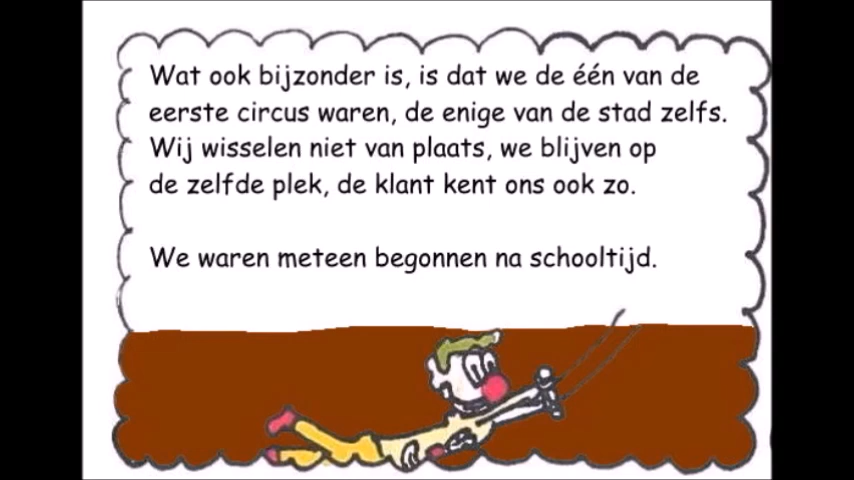 Wat ook bijzonder is, is dat we de één van de
eerste circus waren, de enige van de stad zelfs.
Wij wisselen niet van plaats, we blijven op
de zelfde plek, de klant kent ons ook zo.
We waren meteen begonnen na schooltijd.